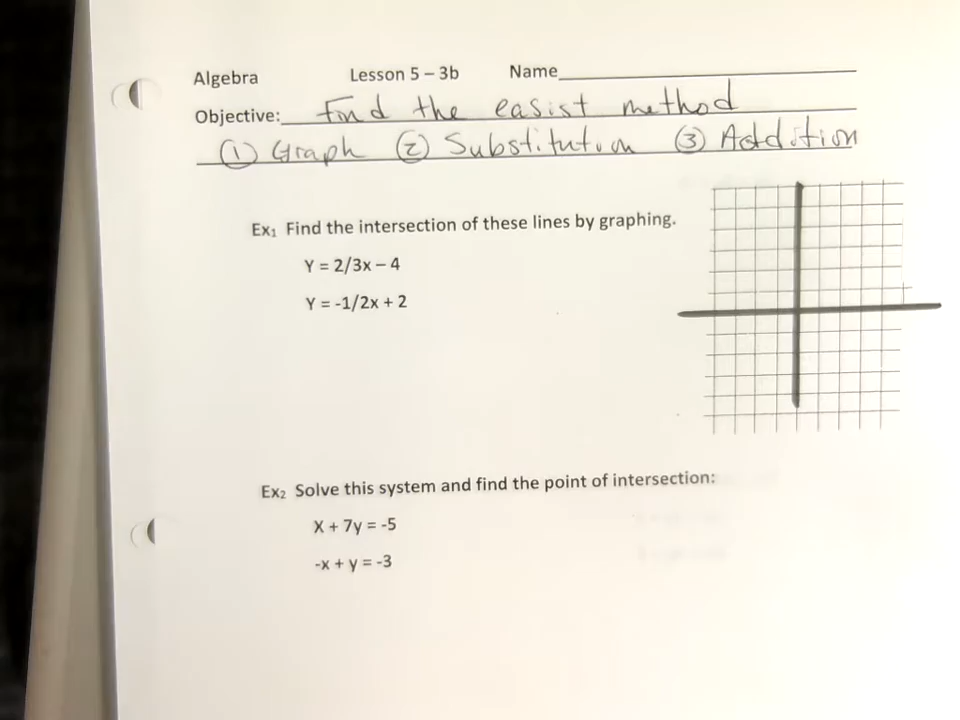 Algebra Lesson 5 – 3b Name
Objective: Find the easist method
① Graph ② Substitution ③ Addition
Ex₁ Find the intersection of these lines by graphing.
Y = 2/3x – 4
Y = -1/2x + 2
Ex₂ Solve this system and find the point of intersection:
X + 7y = -5
-x + y = -3